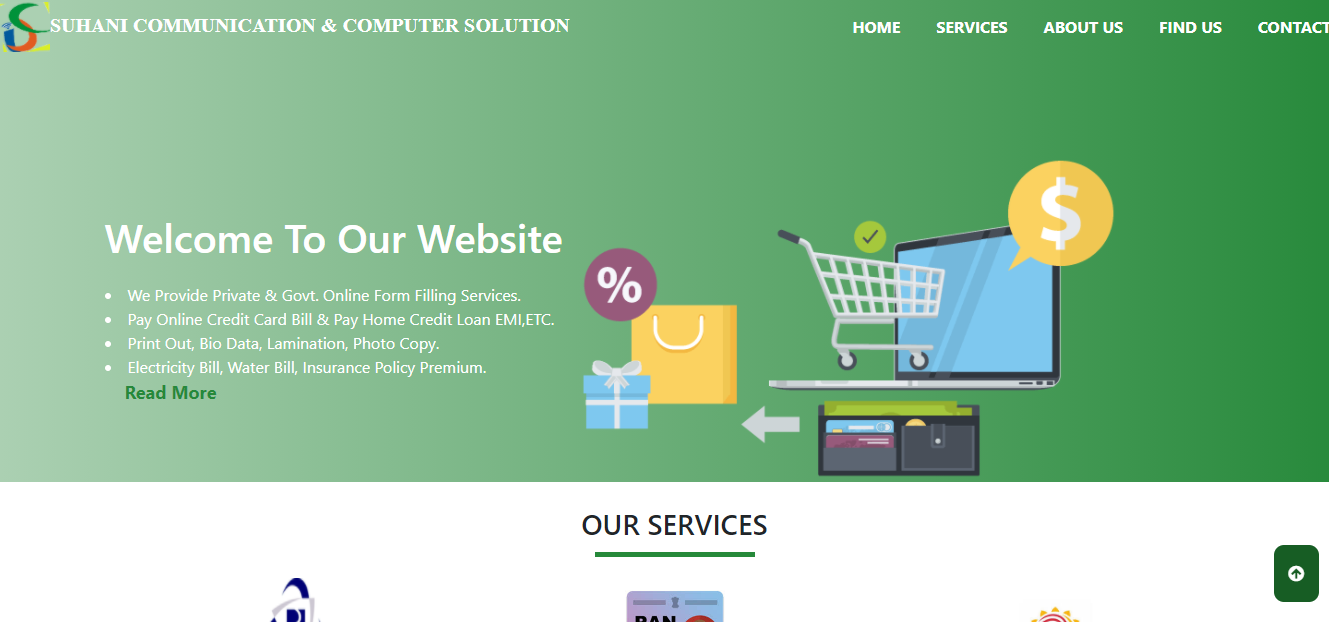 SUHANI COMMUNICATION & COMPUTER SOLUTION
HOME SERVICES ABOUT US FIND US CONTACT
Welcome To Our Website
We Provide Private & Govt. Online Form Filling Services.
Pay Online Credit Card Bill & Pay Home Credit Loan EMI,ETC.
Print Out, Bio Data, Lamination, Photo Copy.
Electricity Bill, Water Bill, Insurance Policy Premium.
Read More
%
$
OUR SERVICES
PAN